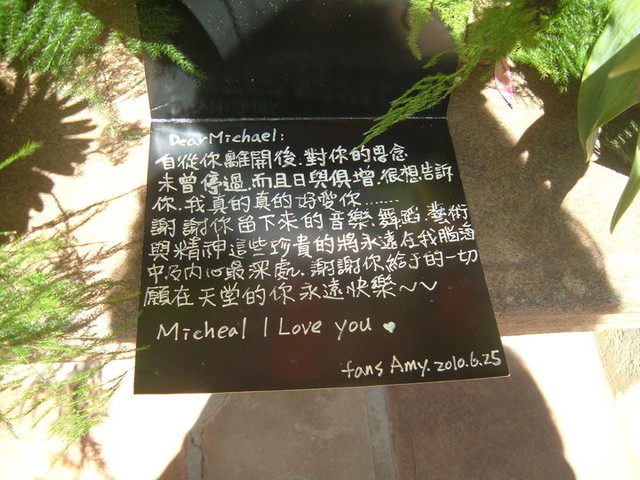 Dear Michael:
自從你離開後.對你的思念
未曾停過.而且日與俱增.很想告訴
你.我真的真的好愛你.......
謝謝你留下來的音樂、舞蹈、藝術
與精神這些珍貴的將永遠在我腦海
中及內心最深處.謝謝你給予的一切
願在天堂的你永遠快樂~~
Micheal I Love you ♥
fans Amy. 2010.6.25